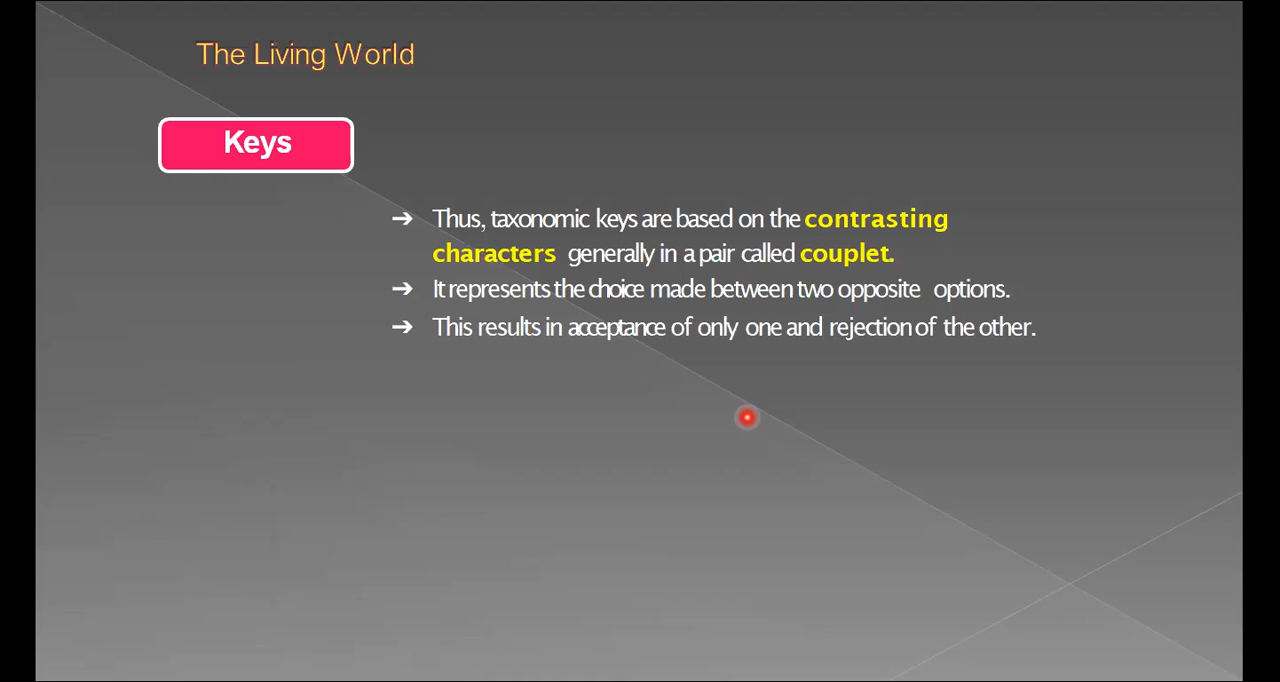 The Living World
Keys
➔ Thus, taxonomic keys are based on the contrasting
characters generally in a pair called couplet.
➔ It represents the choice made between two opposite options.
➔ This results in acceptance of only one and rejection of the other.